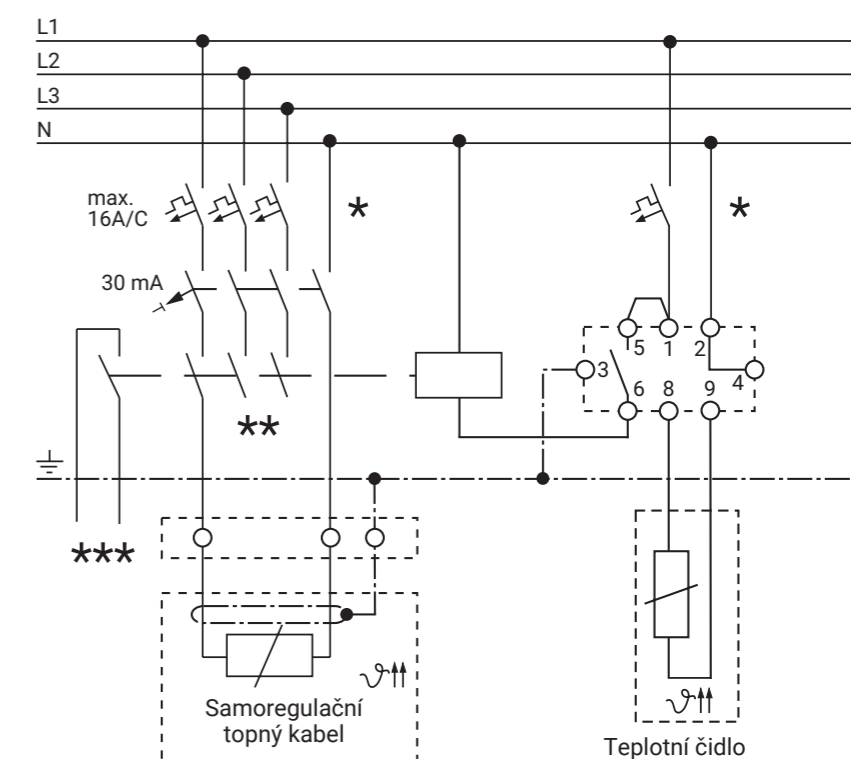 L1
L2
L3
N
max.
16A/C
*
*
30 mA
5 1 2
3
4
6 8 9
**
***
Samoregulační
topný kabel
ϑ
ϑ
Teplotní čidlo